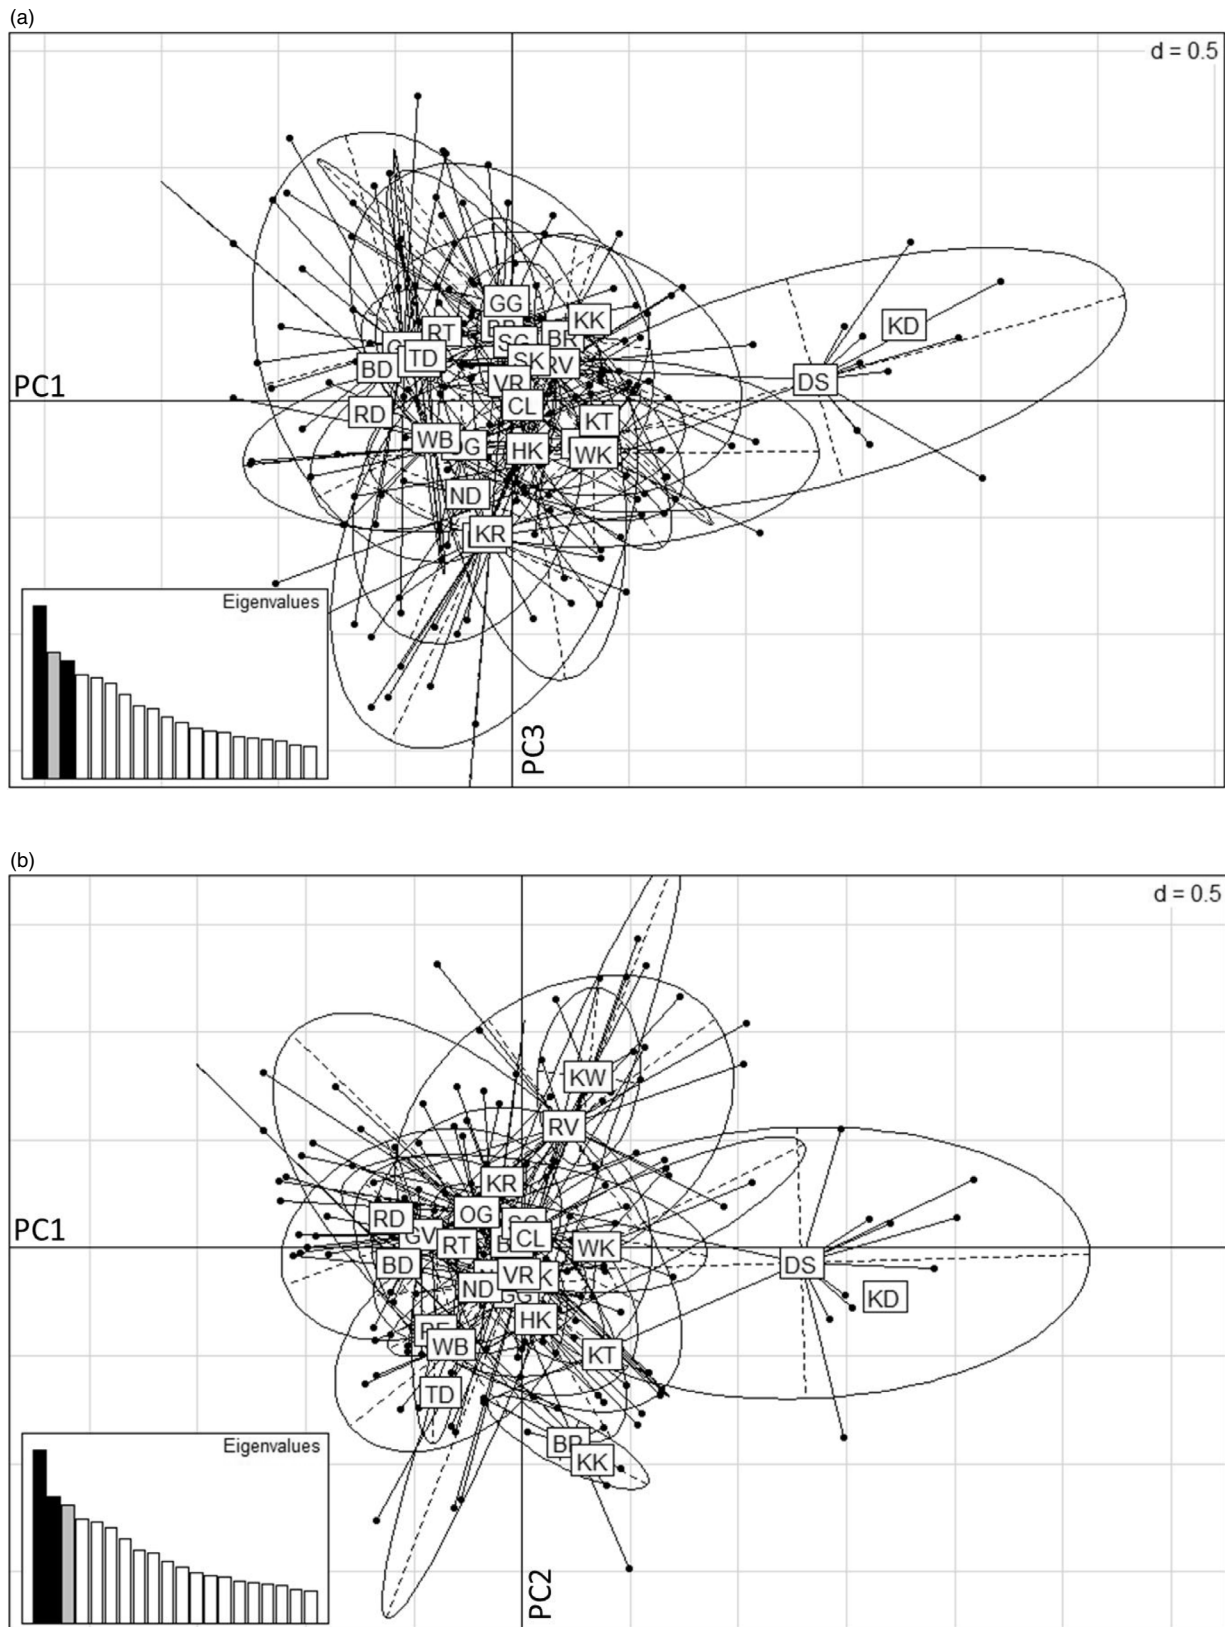 (a)
d = 0.5
GG
KK
RT
SG
BR
KD
TD
SK
RV
BD
VR
DS
PC1
CL
RD
KT
WB
HK
WK
ND
KR
Eigenvalues
PC3
(b)
d = 0.5
KW
RV
KR
OG
RD
CL
PC1
GV
RT
WK
BD
VR
DS
ND
KD
HK
WB
KT
TD
KK
Eigenvalues
PC2